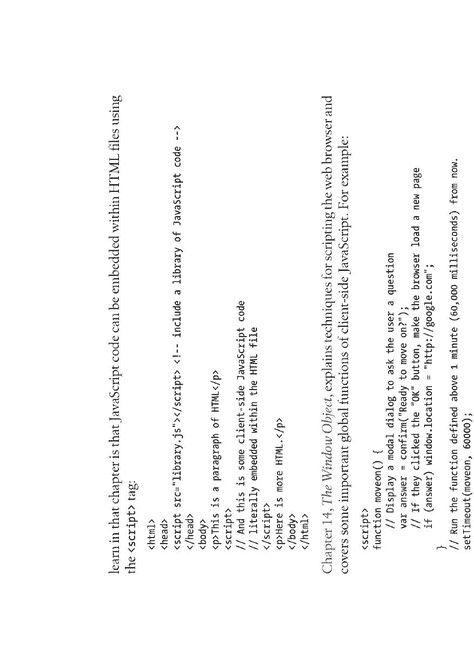 learn in that chapter is that JavaScript code can be embedded within HTML files using
the <script> tag:
<html>
<head>
<script src="library.js"></script> <!-- include a library of JavaScript code -->
</head>
<body>
<p>This is a paragraph of HTML</p>
<script>
// And this is some client-side JavaScript code
// literally embedded within the HTML file
</script>
<p>Here is more HTML.</p>
</body>
</html>
Chapter 14, The Window Object, explains techniques for scripting the web browser and
covers some important global functions of client-side JavaScript. For example:
<script>
function moveon() {
// Display a modal dialog to ask the user a question
var answer = confirm("Ready to move on?");
// If they clicked the "OK" button, make the browser load a new page
if (answer) window.location = "http://google.com";
}
// Run the function defined above 1 minute (60,000 milliseconds) from now.
setTimeout(moveon, 60000);